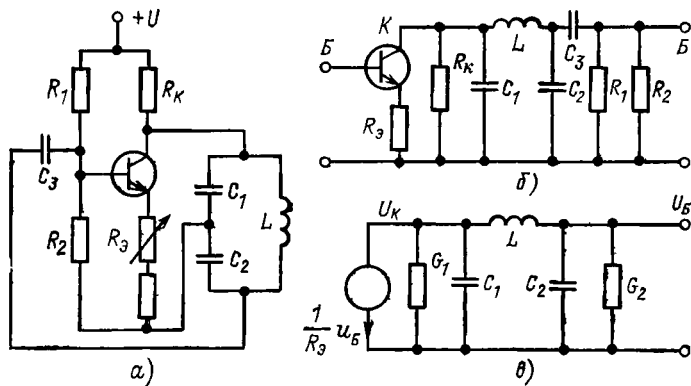 +U
R₁
Rк
C₃
C₁
R₂
Rэ
L
C₂
а)
Б
К
L
C₃
Б
Rк
C₁
C₂
R₁
R₂
Rэ
б)
Uк
L
UБ
G₁
C₁
C₂
G₂
1/Rэ uБ
в)